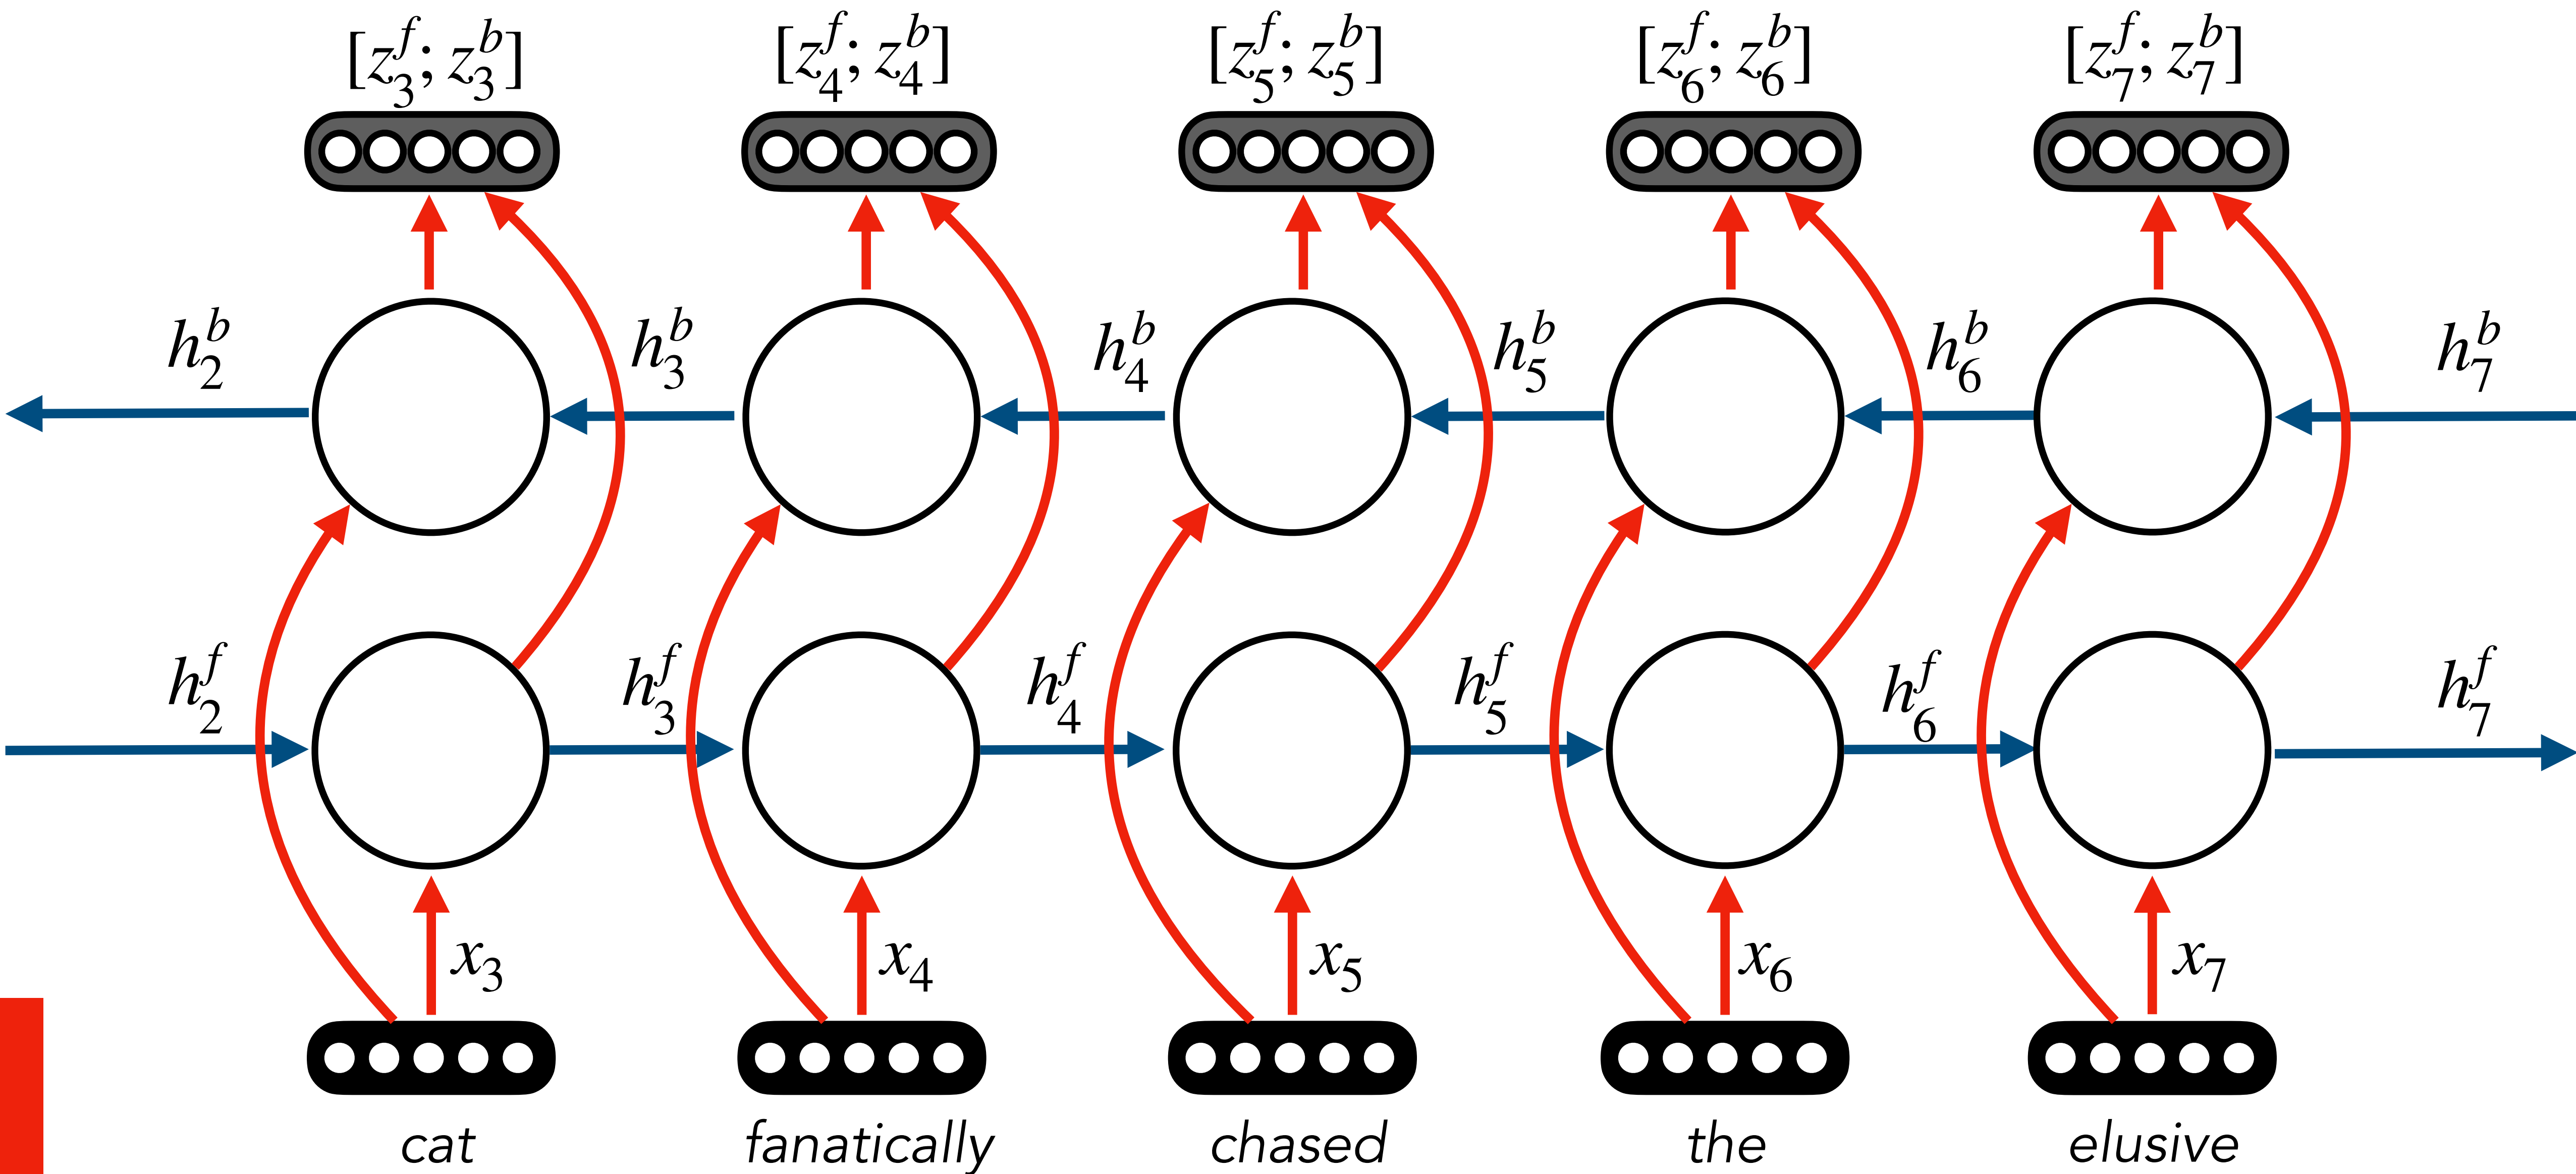 [z_3^f; z_3^b] [z_4^f; z_4^b] [z_5^f; z_5^b] [z_6^f; z_6^b] [z_7^f; z_7^b]
h_2^b h_3^b h_4^b h_5^b h_6^b h_7^b
h_2^f h_3^f h_4^f h_5^f h_6^f h_7^f
x_3 x_4 x_5 x_6 x_7
cat fanatically chased the elusive